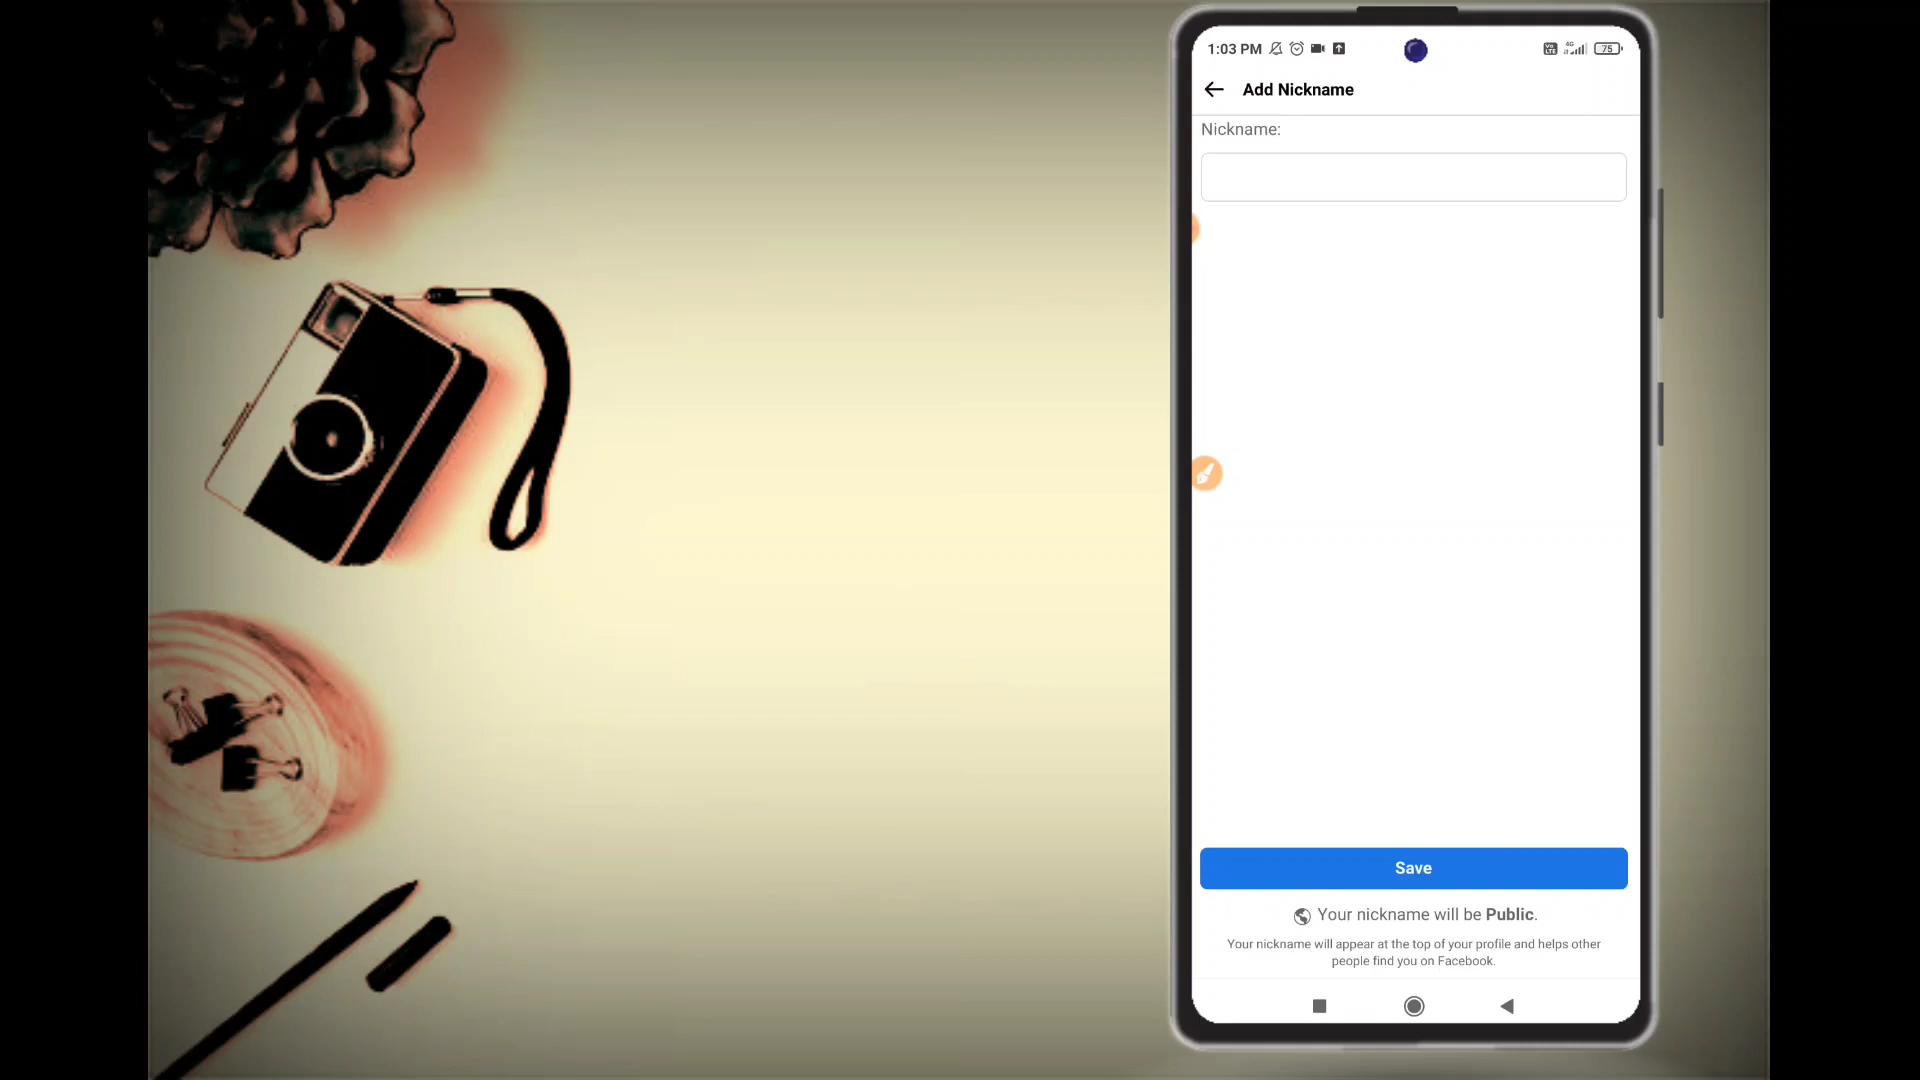 1:03 PM
75
Add Nickname
Nickname:
Save
Your nickname will be Public.
Your nickname will appear at the top of your profile and helps other
people find you on Facebook.